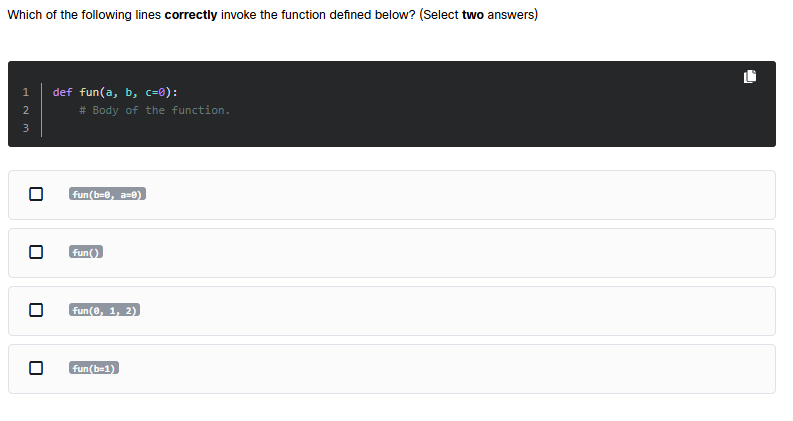 Which of the following lines correctly invoke the function defined below? (Select two answers)
1 def fun(a, b, c=0):
2 # Body of the function.
3
fun(b=0, a=0)
fun()
fun(0, 1, 2)
fun(b=1)